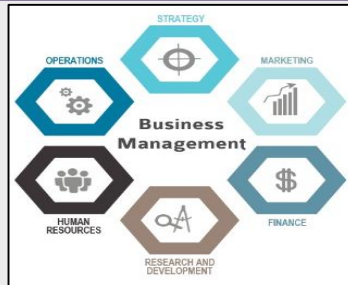 STRATEGY
OPERATIONS
MARKETING
Business
Management
HUMAN
RESOURCES
FINANCE
RESEARCH AND
DEVELOPMENT